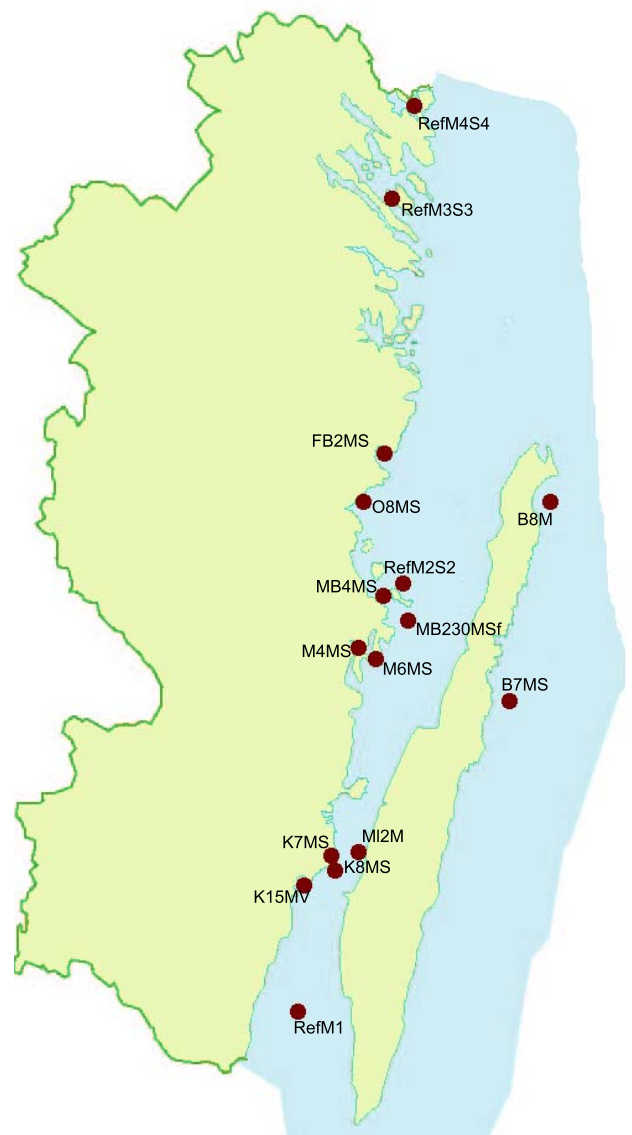 RefM4S4
RefM3S3
FB2MS
O8MS
B8M
RefM2S2
MB4MS
MB230MSf
M4MS
M6MS
B7MS
MI2M
K7MS
K8MS
K15MV
RefM1